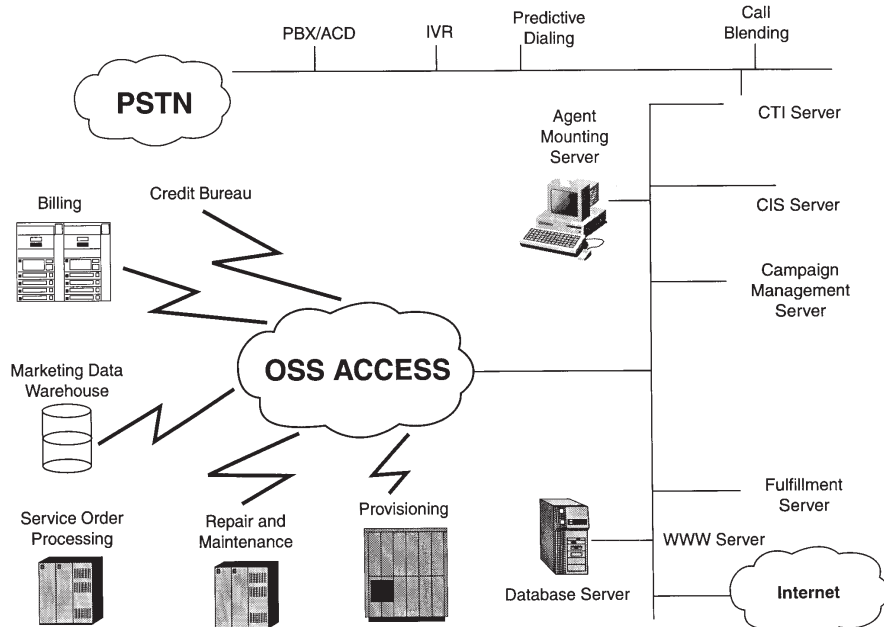 PBX/ACD
IVR
Predictive
Dialing
Call
Blending
PSTN
Agent
Mounting
Server
CTI Server
Billing
Credit Bureau
CIS Server
Campaign
Management
Server
OSS ACCESS
Marketing Data
Warehouse
Service Order
Processing
Repair and
Maintenance
Provisioning
Fulfillment
Server
WWW Server
Database Server
Internet